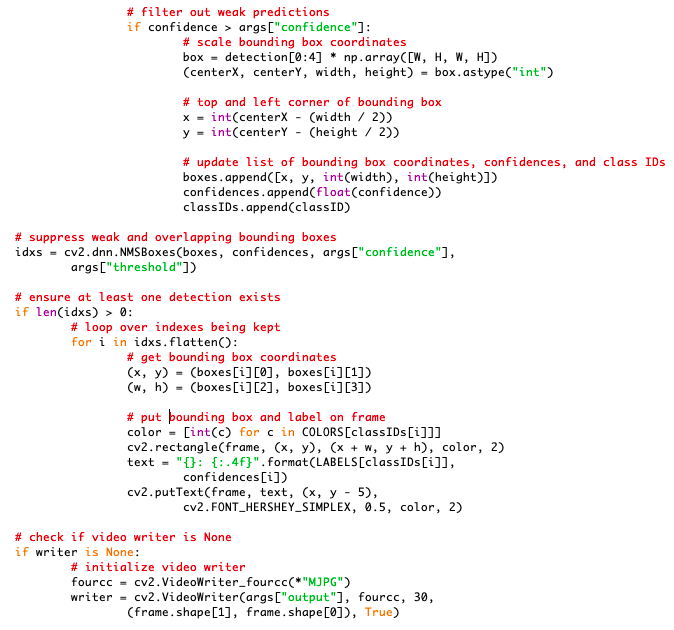 # filter out weak predictions
if confidence > args["confidence"]:
# scale bounding box coordinates
box = detection[0:4] * np.array([W, H, W, H])
(centerX, centerY, width, height) = box.astype("int")
# top and left corner of bounding box
x = int(centerX - (width / 2))
y = int(centerY - (height / 2))
# update list of bounding box coordinates, confidences, and class IDs
boxes.append([x, y, int(width), int(height)])
confidences.append(float(confidence))
classIDs.append(classID)
# suppress weak and overlapping bounding boxes
idxs = cv2.dnn.NMSBoxes(boxes, confidences, args["confidence"],
args["threshold"])
# ensure at least one detection exists
if len(idxs) > 0:
# loop over indexes being kept
for i in idxs.flatten():
# get bounding box coordinates
(x, y) = (boxes[i][0], boxes[i][1])
(w, h) = (boxes[i][2], boxes[i][3])
# put bounding box and label on frame
color = [int(c) for c in COLORS[classIDs[i]]]
cv2.rectangle(frame, (x, y), (x + w, y + h), color, 2)
text = "{}: {:.4f}".format(LABELS[classIDs[i]],
confidences[i])
cv2.putText(frame, text, (x, y - 5),
cv2.FONT_HERSHEY_SIMPLEX, 0.5, color, 2)
# check if video writer is None
if writer is None:
# initialize video writer
fourcc = cv2.VideoWriter_fourcc(*"MJPG")
writer = cv2.VideoWriter(args["output"], fourcc, 30,
(frame.shape[1], frame.shape[0]), True)